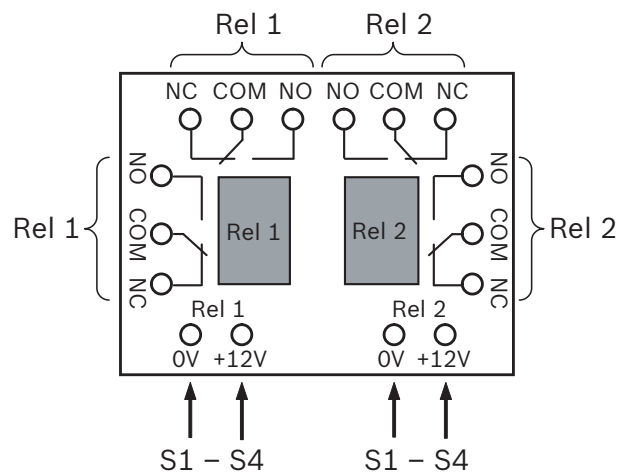 Rel 1 Rel 2
NC COM NO NO COM NC
NO
COM
NC
Rel 1
Rel 1
Rel 2
NO
COM
NC
Rel 2
Rel 1
Rel 2
0V +12V
0V +12V
S1 – S4
S1 – S4